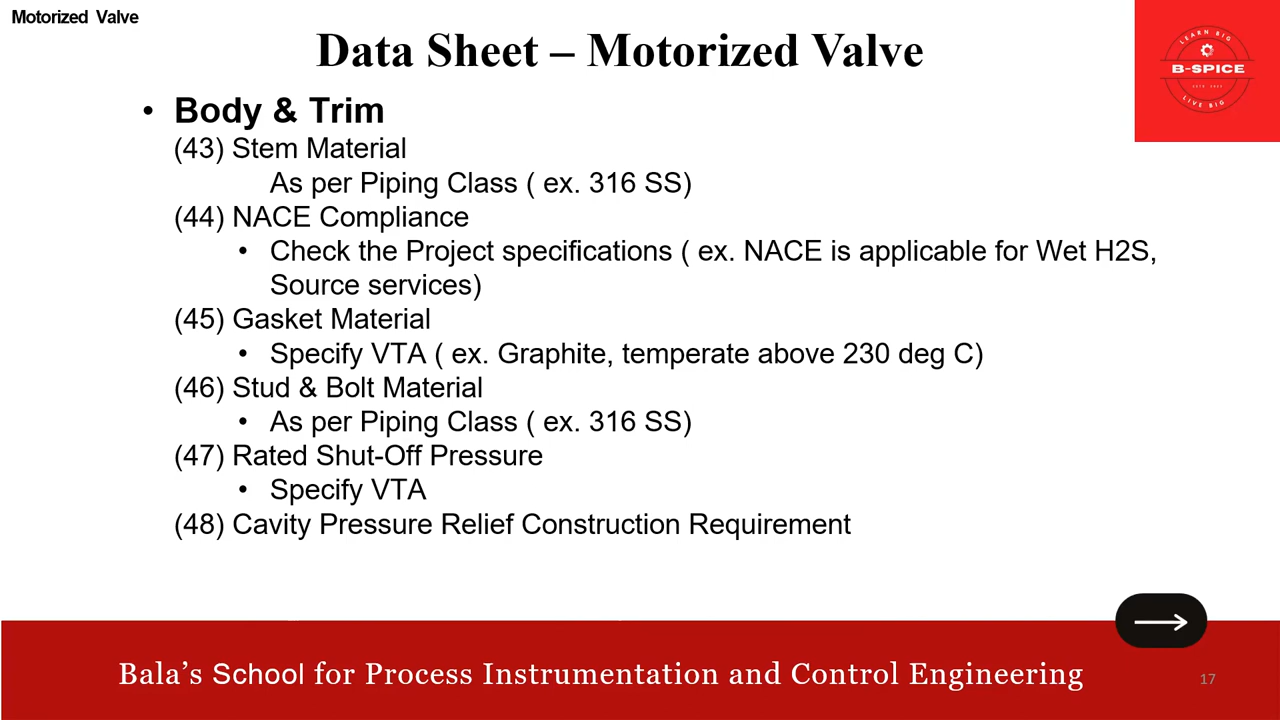 Motorized Valve
Data Sheet – Motorized Valve
LEARN BIG
B-SPICE
LIVE BIG
• Body & Trim
(43) Stem Material
As per Piping Class ( ex. 316 SS)
(44) NACE Compliance
• Check the Project specifications ( ex. NACE is applicable for Wet H2S,
Source services)
(45) Gasket Material
• Specify VTA ( ex. Graphite, temperate above 230 deg C)
(46) Stud & Bolt Material
• As per Piping Class ( ex. 316 SS)
(47) Rated Shut-Off Pressure
• Specify VTA
(48) Cavity Pressure Relief Construction Requirement
Bala’s School for Process Instrumentation and Control Engineering
17